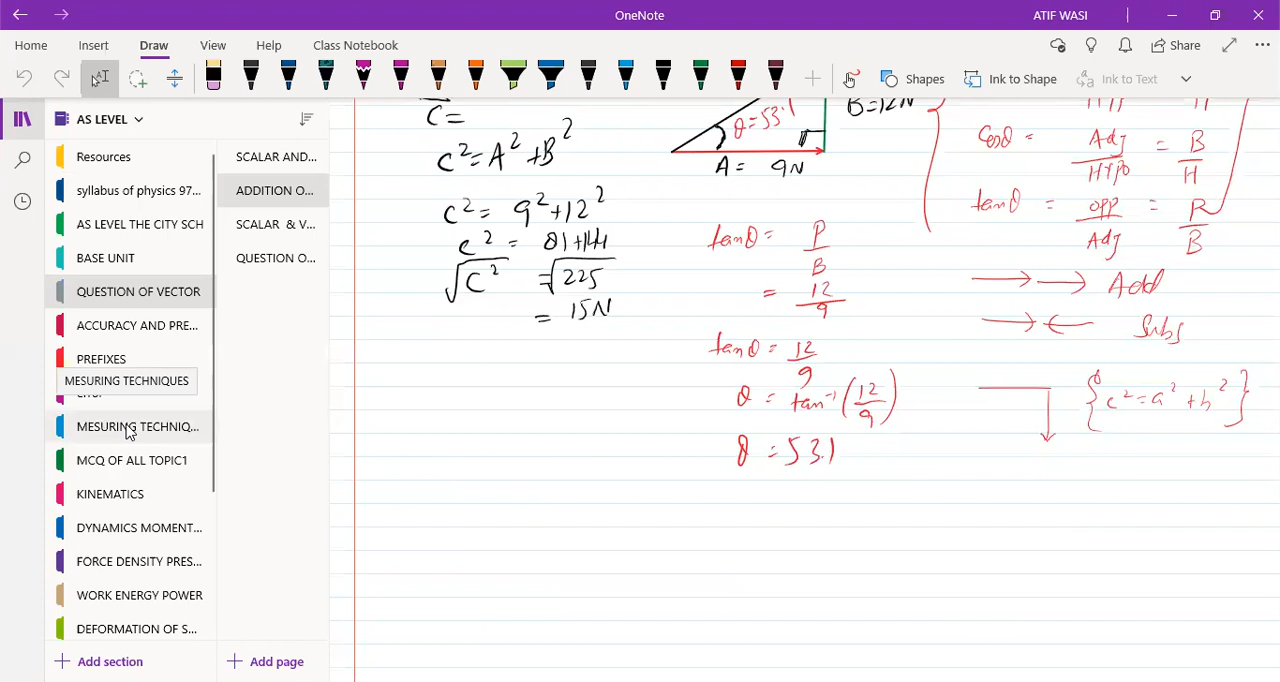 OneNote
ATIF WASI
Home Insert Draw View Help Class Notebook
Share
Shapes Ink to Shape Ink to Text
AS LEVEL
Resources
syllabus of physics 97...
AS LEVEL THE CITY SCH
BASE UNIT
QUESTION OF VECTOR
ACCURACY AND PRE...
PREFIXES
MESURING TECHNIQUES
error
MESURING TECHNIQ...
MCQ OF ALL TOPIC1
KINEMATICS
DYNAMICS MOMENT...
FORCE DENSITY PRES...
WORK ENERGY POWER
DEFORMATION OF S...
Add section
SCALAR AND...
ADDITION O...
SCALAR & V...
QUESTION O...
Add page
C =
C² = A² + B²
C² = 9² + 12²
C² = 81+144
√C² = √225
= 15N
θ = 53.1
B = 12N
A = 9N
tanθ = P/B
= 12/9
tanθ = 12/9
θ = tan⁻¹(12/9)
θ = 53.1
Cosθ = Adj/Hypo = B/H
tanθ = opp/Adj = P/B
Add
Subs
{c² = a² + b²}